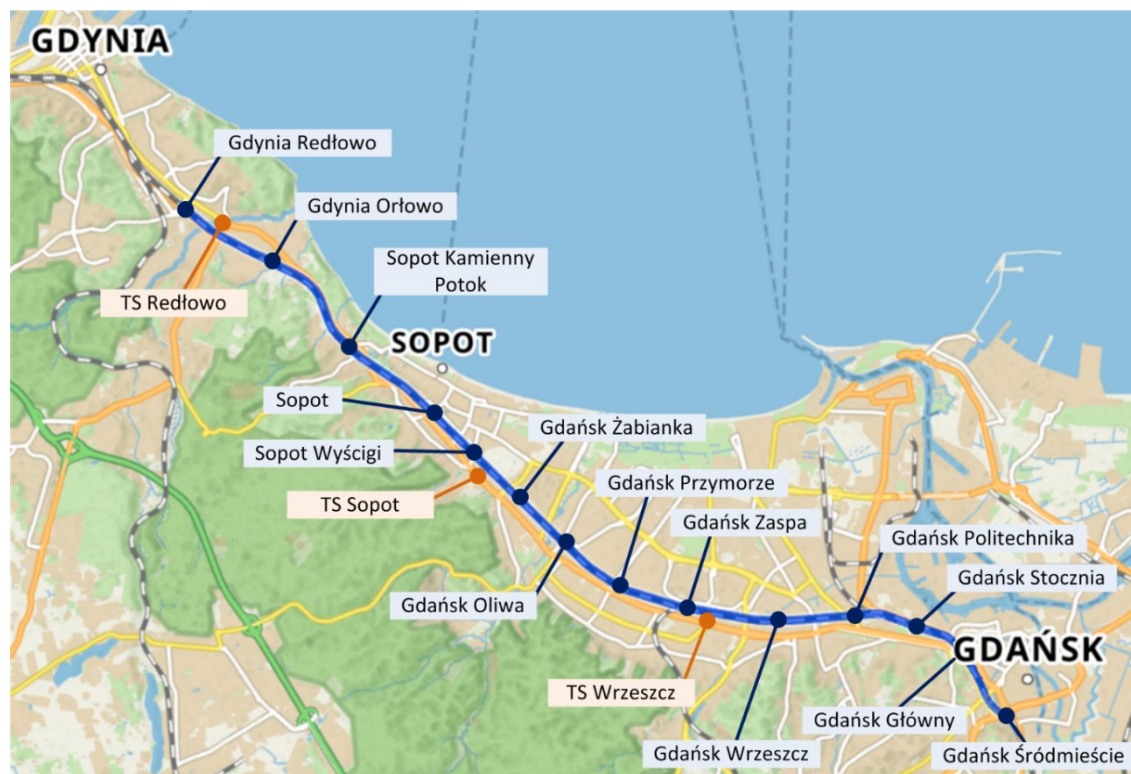 GDYNIA
Gdynia Redłowo
Gdynia Orłowo
Sopot Kamienny
Potok
TS Redłowo
SOPOT
Sopot
Gdańsk Żabianka
Sopot Wyścigi
Gdańsk Przymorze
TS Sopot
Gdańsk Zaspa
Gdańsk Politechnika
Gdańsk Stocznia
Gdańsk Oliwa
GDAŃSK
TS Wrzeszcz
Gdańsk Główny
Gdańsk Wrzeszcz
Gdańsk Śródmieście